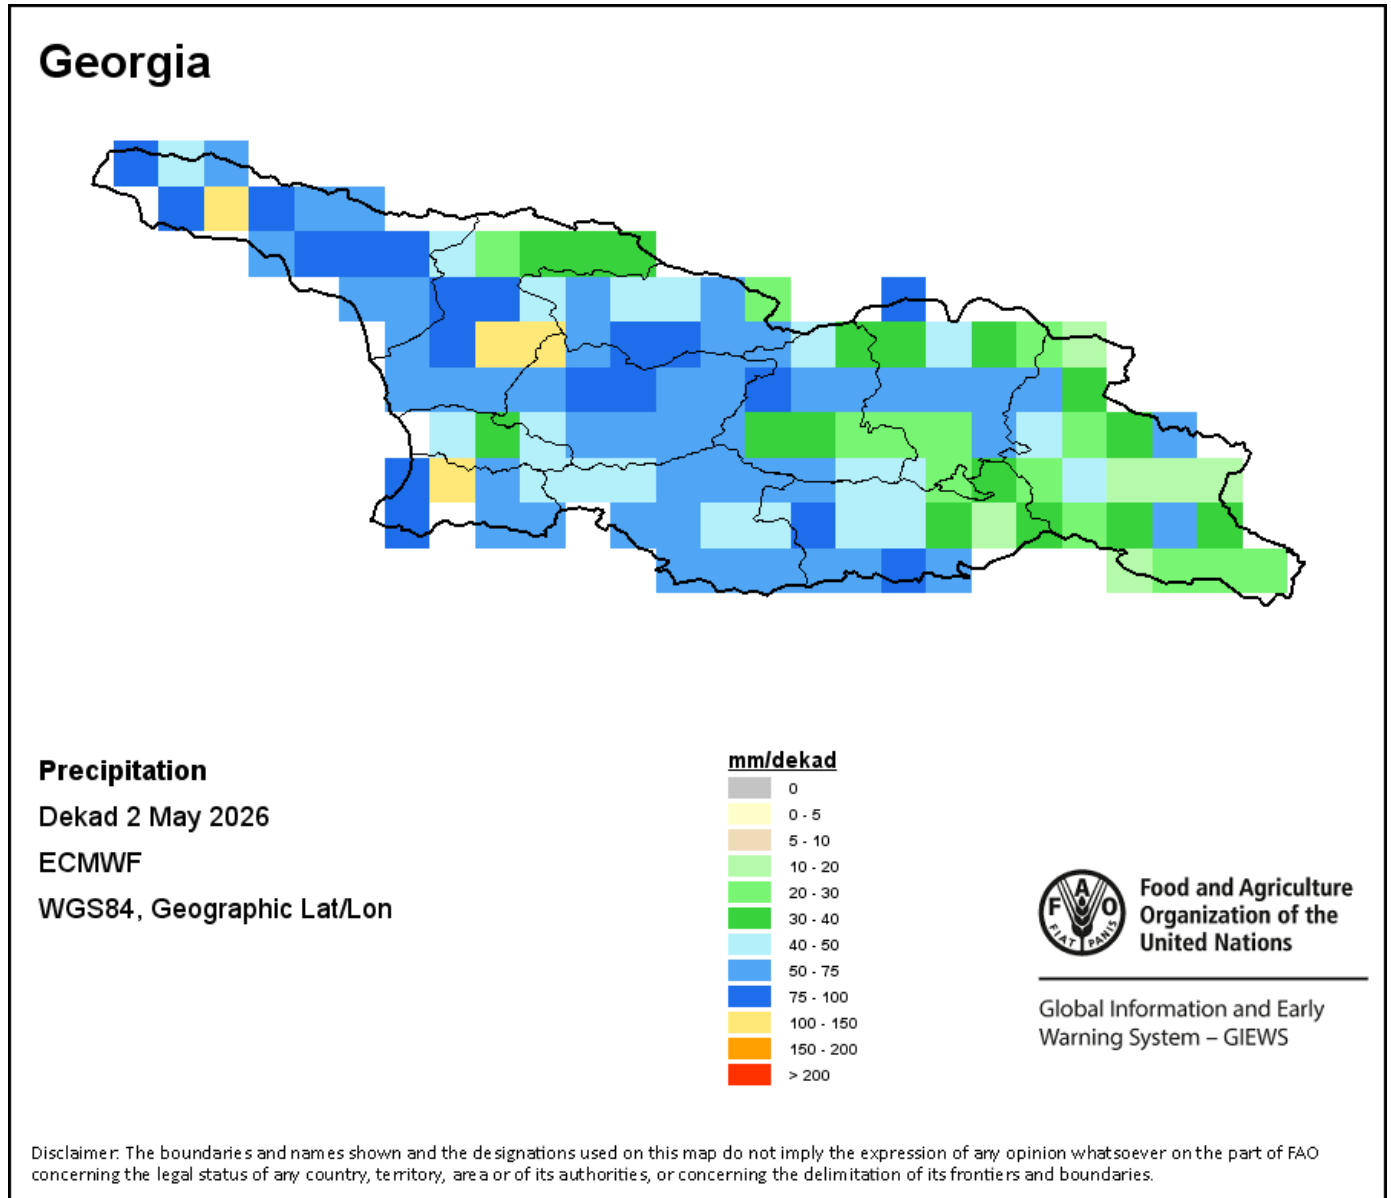 Georgia
Precipitation
Dekad 2 May 2026
ECMWF
WGS84, Geographic Lat/Lon
mm/dekad
0
0 - 5
5 - 10
10 - 20
20 - 30
30 - 40
40 - 50
50 - 75
75 - 100
100 - 150
150 - 200
> 200
F A O
FIAT PANIS
Food and Agriculture
Organization of the
United Nations
Global Information and Early
Warning System – GIEWS
Disclaimer: The boundaries and names shown and the designations used on this map do not imply the expression of any opinion whatsoever on the part of FAO
concerning the legal status of any country, territory, area or of its authorities, or concerning the delimitation of its frontiers and boundaries.